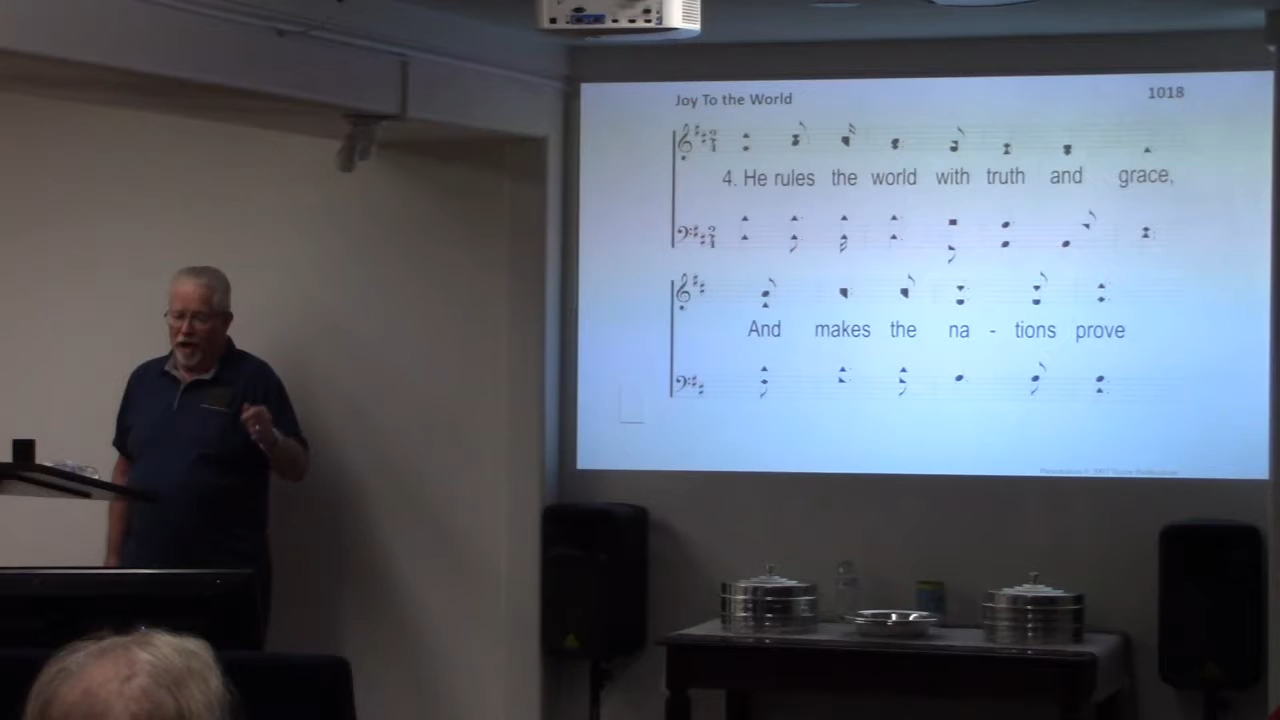 Joy To the World
1018
4. He rules the world with truth and grace,
And makes the na - tions prove